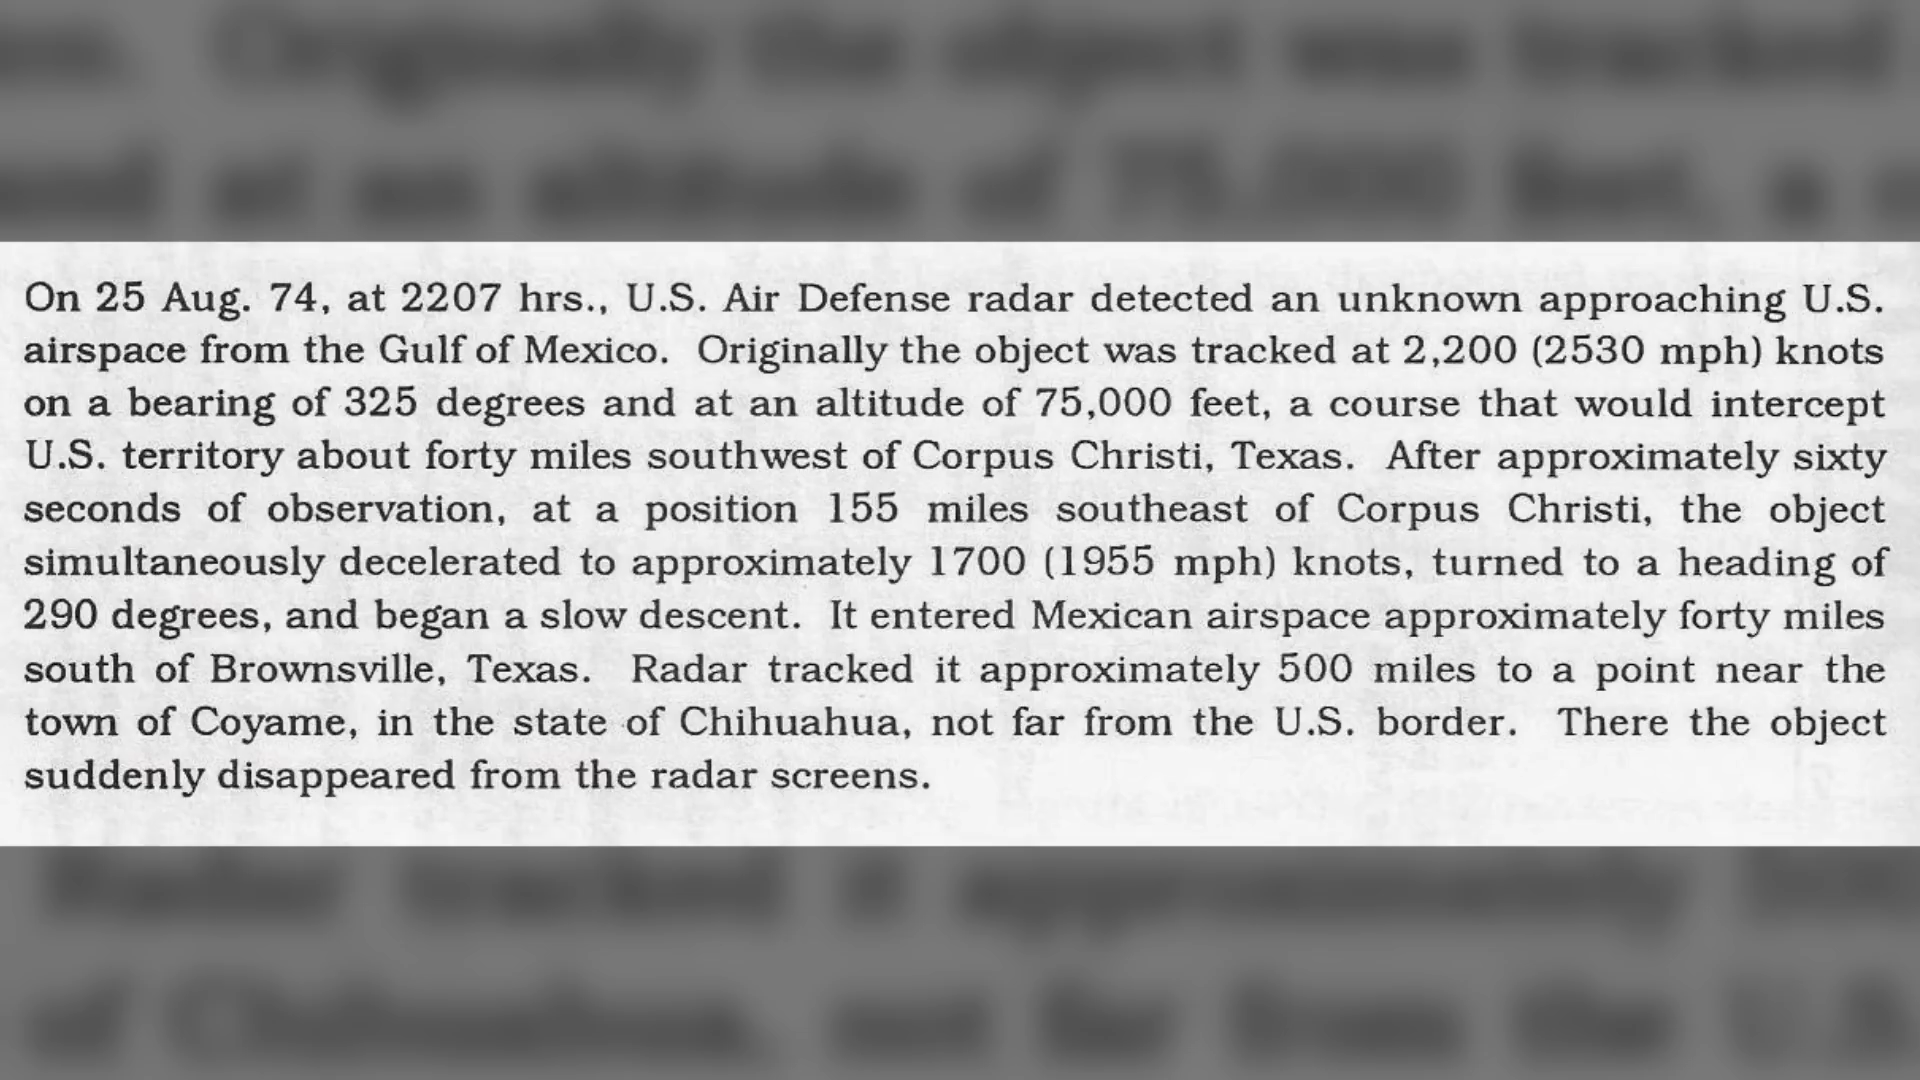 On 25 Aug. 74, at 2207 hrs., U.S. Air Defense radar detected an unknown approaching U.S.
airspace from the Gulf of Mexico. Originally the object was tracked at 2,200 (2530 mph) knots
on a bearing of 325 degrees and at an altitude of 75,000 feet, a course that would intercept
U.S. territory about forty miles southwest of Corpus Christi, Texas. After approximately sixty
seconds of observation, at a position 155 miles southeast of Corpus Christi, the object
simultaneously decelerated to approximately 1700 (1955 mph) knots, turned to a heading of
290 degrees, and began a slow descent. It entered Mexican airspace approximately forty miles
south of Brownsville, Texas. Radar tracked it approximately 500 miles to a point near the
town of Coyame, in the state of Chihuahua, not far from the U.S. border. There the object
suddenly disappeared from the radar screens.